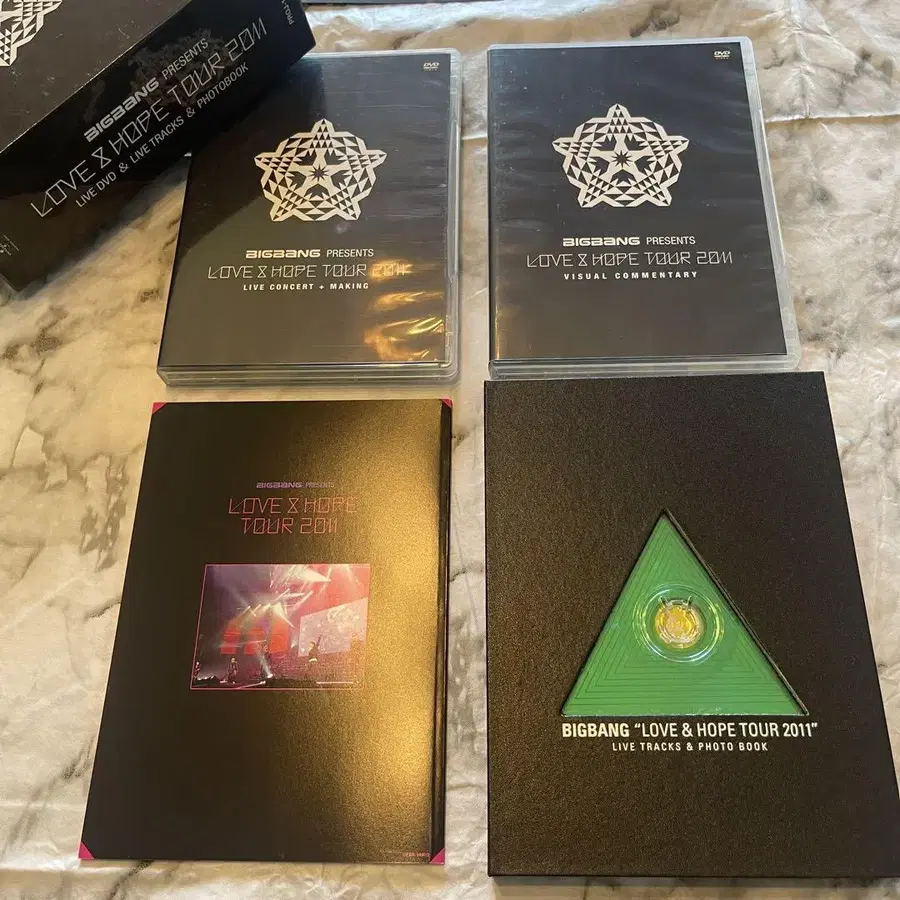 BIGBANG PRESENTS
LOVE & HOPE TOUR 2011
LIVE DVD & LIVE TRACKS & PHOTOBOOK
DVD
BIGBANG PRESENTS
LOVE & HOPE TOUR 2011
LIVE CONCERT + MAKING
DVD
BIGBANG PRESENTS
LOVE & HOPE TOUR 2011
VISUAL COMMENTARY
BIGBANG PRESENTS
LOVE & HOPE
TOUR 2011
BIGBANG "LOVE & HOPE TOUR 2011"
LIVE TRACKS & PHOTO BOOK